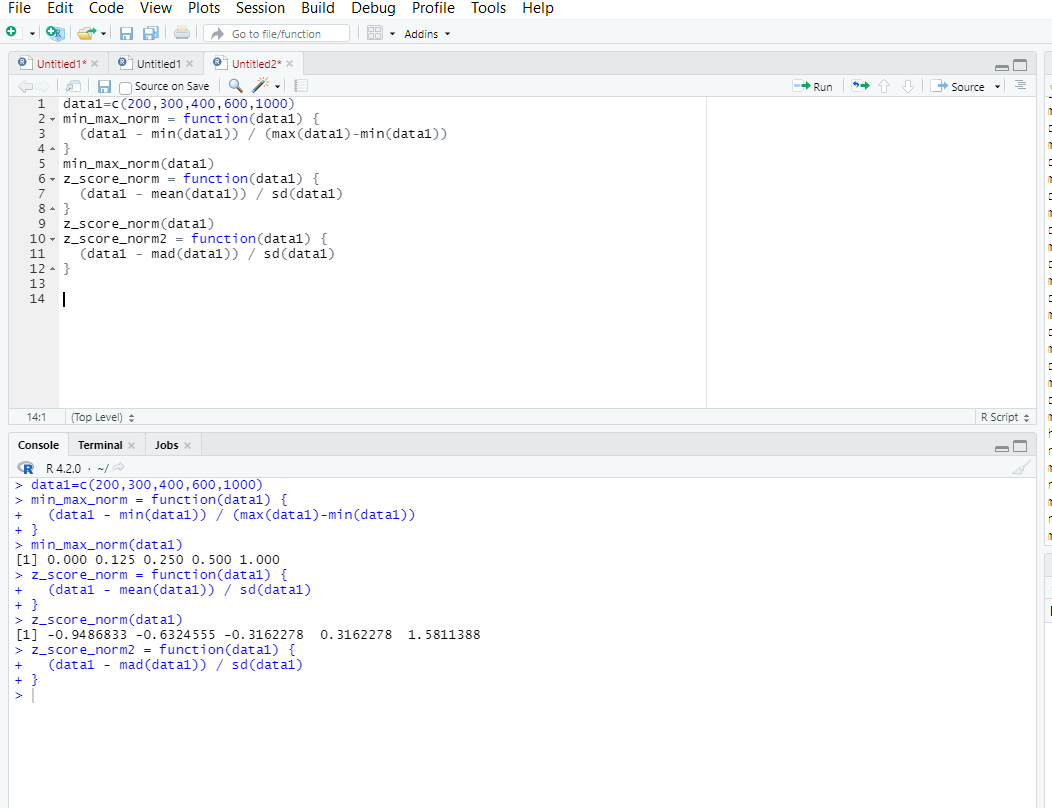 File Edit Code View Plots Session Build Debug Profile Tools Help
Go to file/function Addins
Untitled1* Untitled1 Untitled2*
Source on Save Run Source
1 data1=c(200,300,400,600,1000)
2 min_max_norm = function(data1) {
3 (data1 - min(data1)) / (max(data1)-min(data1))
4 }
5 min_max_norm(data1)
6 z_score_norm = function(data1) {
7 (data1 - mean(data1)) / sd(data1)
8 }
9 z_score_norm(data1)
10 z_score_norm2 = function(data1) {
11 (data1 - mad(data1)) / sd(data1)
12 }
13
14
14:1 (Top Level) R Script
Console Terminal Jobs
R R 4.2.0 · ~/
> data1=c(200,300,400,600,1000)
> min_max_norm = function(data1) {
+ (data1 - min(data1)) / (max(data1)-min(data1))
+ }
> min_max_norm(data1)
[1] 0.000 0.125 0.250 0.500 1.000
> z_score_norm = function(data1) {
+ (data1 - mean(data1)) / sd(data1)
+ }
> z_score_norm(data1)
[1] -0.9486833 -0.6324555 -0.3162278 0.3162278 1.5811388
> z_score_norm2 = function(data1) {
+ (data1 - mad(data1)) / sd(data1)
+ }
>